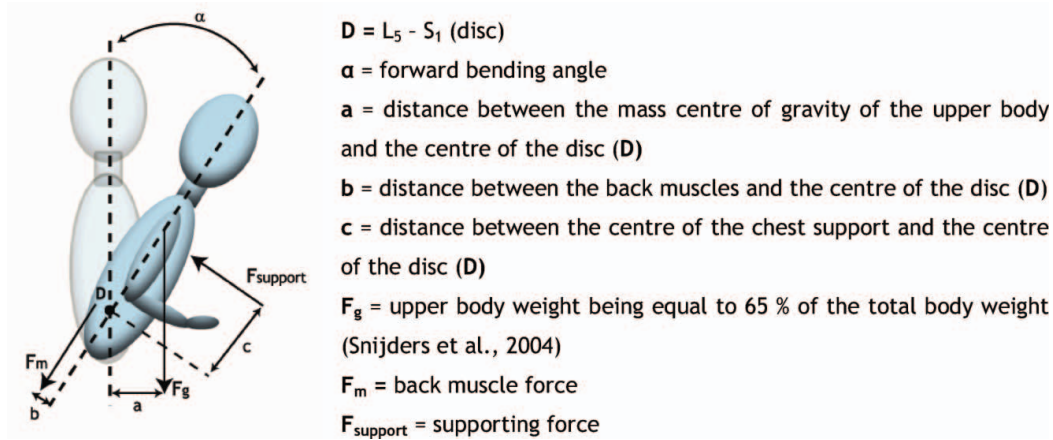 α
D
Fsupport
c
Fm
Fg
b
a
D = L5 - S1 (disc)
α = forward bending angle
a = distance between the mass centre of gravity of the upper body
and the centre of the disc (D)
b = distance between the back muscles and the centre of the disc (D)
c = distance between the centre of the chest support and the centre
of the disc (D)
Fg = upper body weight being equal to 65 % of the total body weight
(Snijders et al., 2004)
Fm = back muscle force
Fsupport = supporting force